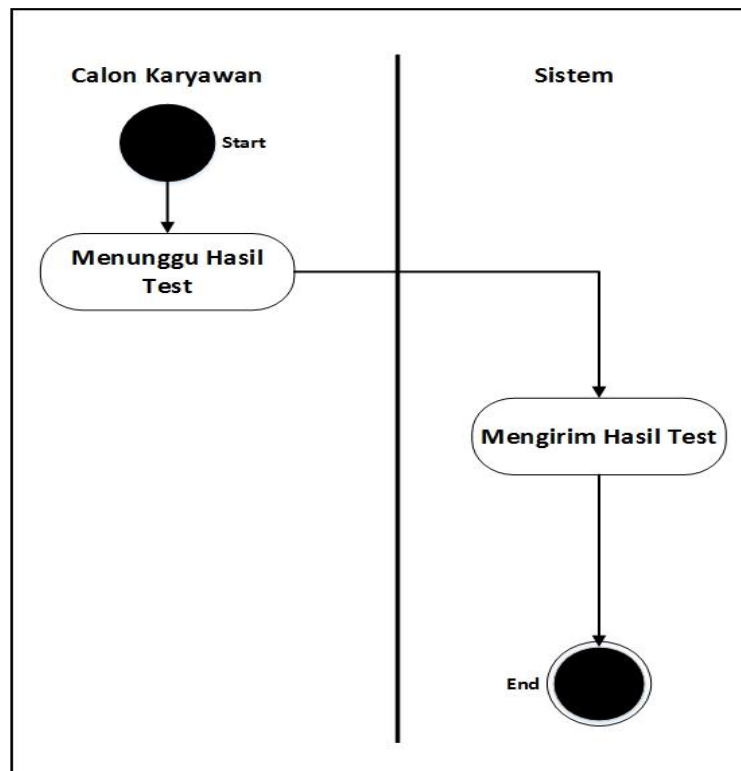 Calon Karyawan
Sistem
Start
Menunggu Hasil
Test
Mengirim Hasil Test
End